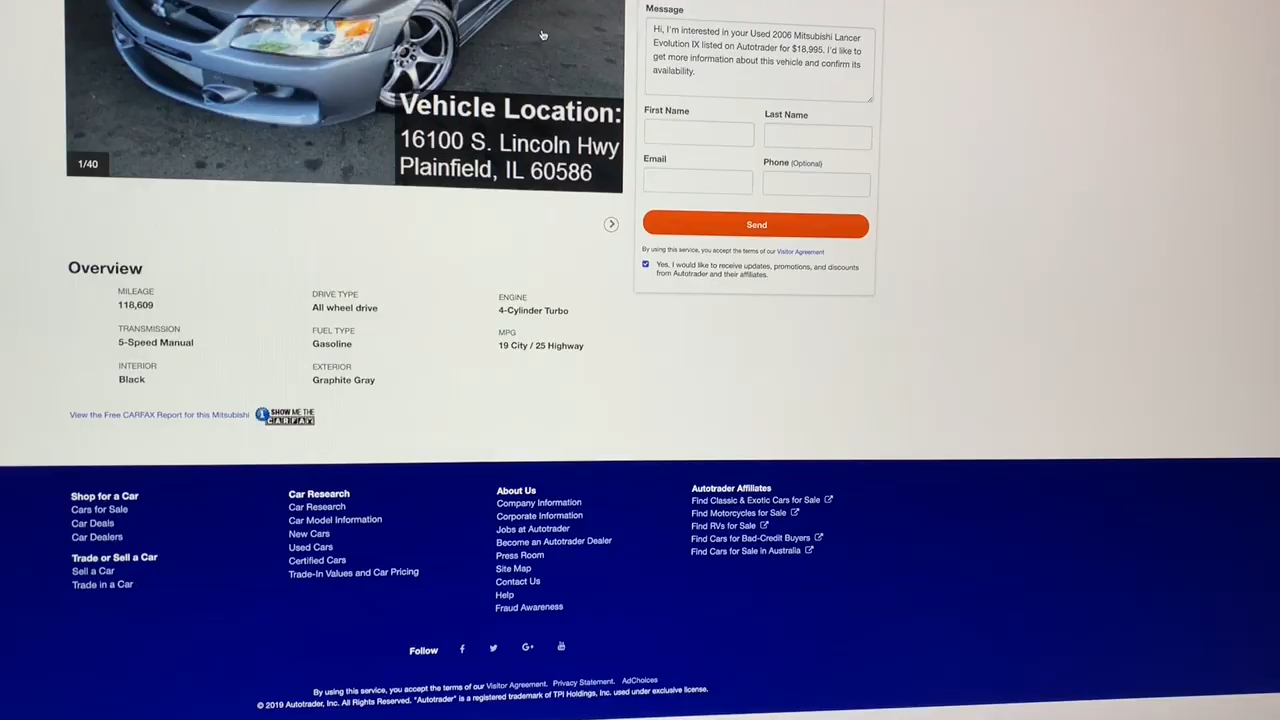 Vehicle Location:
16100 S. Lincoln Hwy
Plainfield, IL 60586
1/40
Message
Hi, I'm interested in your Used 2006 Mitsubishi Lancer
Evolution IX listed on Autotrader for $18,995. I'd like to
get more information about this vehicle and confirm its
availability.
First Name
Last Name
Email
Phone (Optional)
Send
By using this service, you accept the terms of our Visitor Agreement
Yes, I would like to receive updates, promotions, and discounts
from Autotrader and their affiliates.
Overview
MILEAGE
118,609
DRIVE TYPE
All wheel drive
ENGINE
4-Cylinder Turbo
TRANSMISSION
5-Speed Manual
FUEL TYPE
Gasoline
MPG
19 City / 25 Highway
INTERIOR
Black
EXTERIOR
Graphite Gray
View the Free CARFAX Report for this Mitsubishi
SHOW ME THE
CARFAX
Shop for a Car
Cars for Sale
Car Deals
Car Dealers
Trade or Sell a Car
Sell a Car
Trade in a Car
Car Research
Car Research
Car Model Information
New Cars
Used Cars
Certified Cars
Trade-In Values and Car Pricing
About Us
Company Information
Corporate Information
Jobs at Autotrader
Become an Autotrader Dealer
Press Room
Site Map
Contact Us
Help
Fraud Awareness
Autotrader Affiliates
Find Classic & Exotic Cars for Sale
Find Motorcycles for Sale
Find RVs for Sale
Find Cars for Bad-Credit Buyers
Find Cars for Sale in Australia
Follow
By using this service, you accept the terms of our Visitor Agreement. Privacy Statement. AdChoices
© 2019 Autotrader, Inc. All Rights Reserved. "Autotrader" is a registered trademark of TPI Holdings, Inc. used under exclusive license.